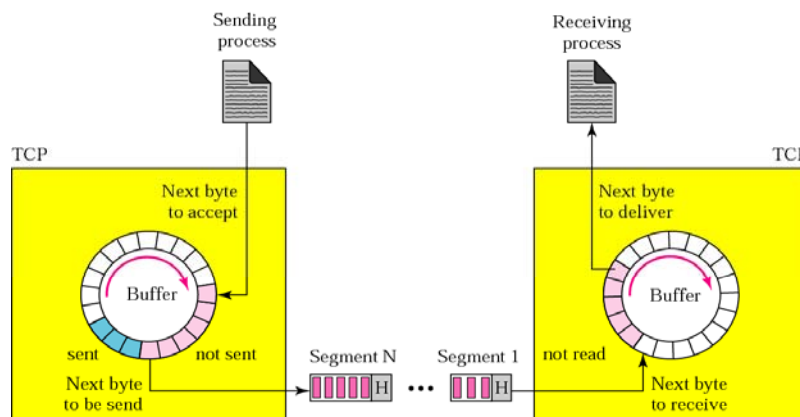 Sending
process
Receiving
process
TCP
TCP
Next byte
to accept
Next byte
to deliver
Buffer
Buffer
sent
not sent
Segment N
Segment 1
not read
Next byte
to be send
H
H
Next byte
to receive